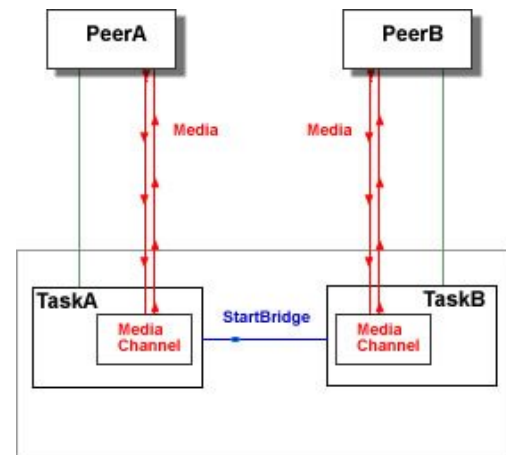 PeerA
PeerB
Media
Media
TaskA
TaskB
StartBridge
Media
Channel
Media
Channel